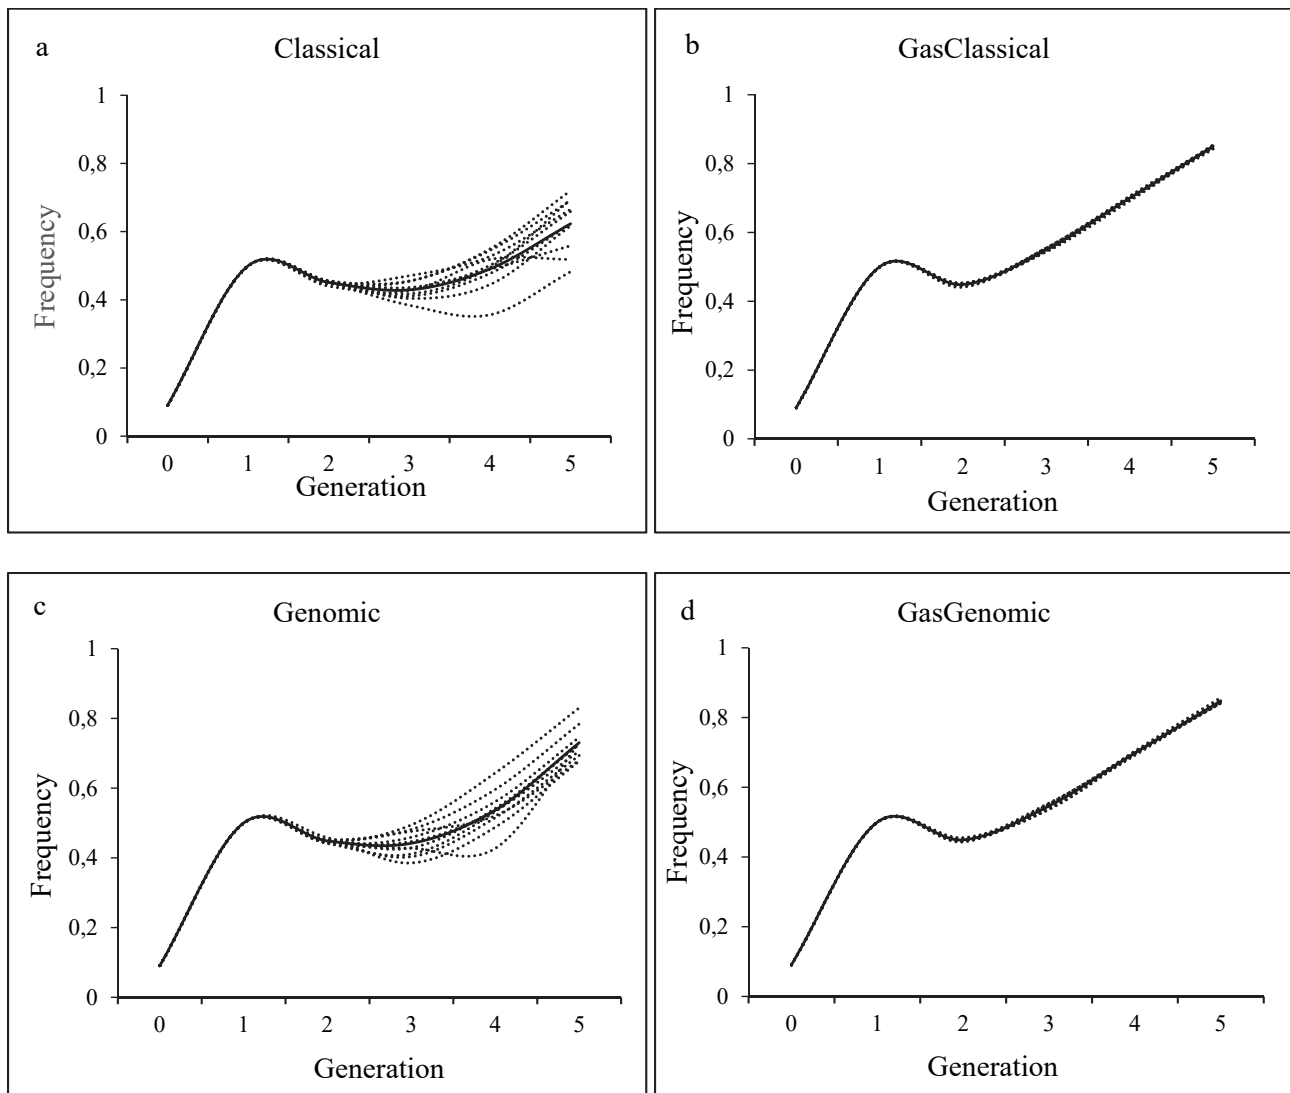 a
Classical
1
0,8
0,6
0,4
0,2
0
Frequency
0 1 2 3 4 5
Generation
b
GasClassical
1
0,8
0,6
0,4
0,2
0
Frequency
0 1 2 3 4 5
Generation
c
Genomic
1
0,8
0,6
0,4
0,2
0
Frequency
0 1 2 3 4 5
Generation
d
GasGenomic
1
0,8
0,6
0,4
0,2
0
Frequency
0 1 2 3 4 5
Generation